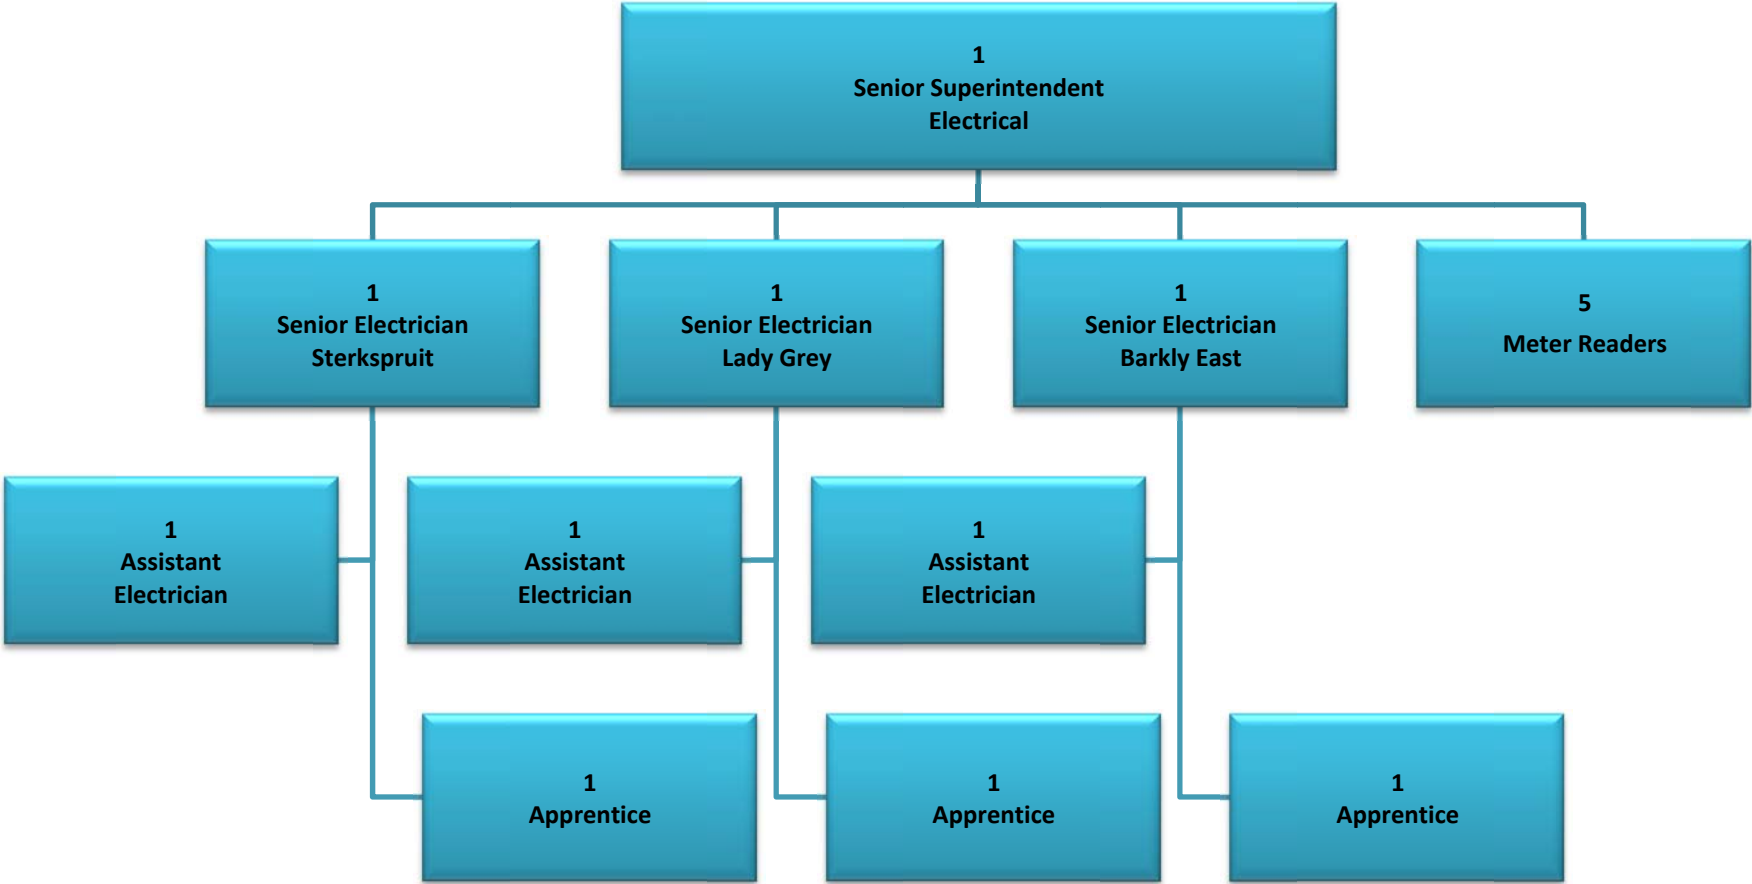 1
Senior Superintendent
Electrical
1
Senior Electrician
Sterkspruit
1
Senior Electrician
Lady Grey
1
Senior Electrician
Barkly East
5
Meter Readers
1
Assistant
Electrician
1
Assistant
Electrician
1
Assistant
Electrician
1
Apprentice
1
Apprentice
1
Apprentice